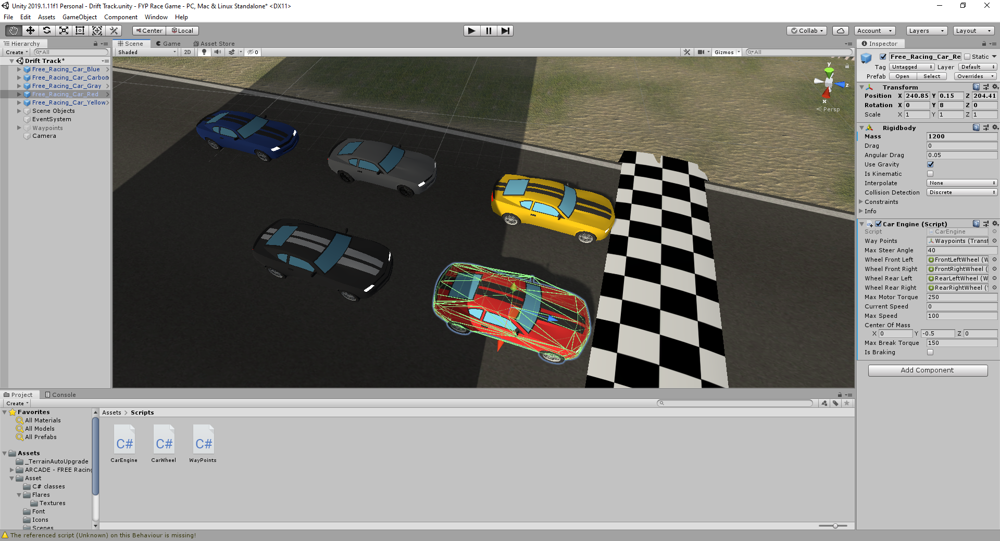 Unity 2019.1.11f1 Personal - Drift Track.unity - FYP Race Game - PC, Mac & Linux Standalone* <DX11>
File Edit Assets GameObject Component Window Help
Center Local Collab Account Layers Layout
Hierarchy
Create All
Drift Track*
Free_Racing_Car_Blue
Free_Racing_Car_Carbon
Free_Racing_Car_Gray
Free_Racing_Car_Red
Free_Racing_Car_Yellow
Scene Objects
EventSystem
Waypoints
Camera
Scene Game Asset Store
Shaded 2D 0 Gizmos All
y
z
x
Persp
Inspector
Free_Racing_Car_Re Static
Tag Untagged Layer Default
Prefab Open Select Overrides
Transform
Position X 240.85 Y 0.15 Z 204.41
Rotation X 0 Y 8 Z 0
Scale X 1 Y 1 Z 1
Rigidbody
Mass 1200
Drag 0
Angular Drag 0.05
Use Gravity
Is Kinematic
Interpolate None
Collision Detection Discrete
Constraints
Info
Car Engine (Script)
Script CarEngine
Way Points Waypoints (Transf
Max Steer Angle 40
Wheel Front Left FrontLeftWheel (W
Wheel Front Right FrontRightWheel (
Wheel Rear Left RearLeftWheel (W
Wheel Rear Right RearRightWheel (
Max Motor Torque 250
Current Speed 0
Max Speed 100
Center Of Mass
X 0 Y -0.5 Z 0
Max Break Torque 150
Is Braking
Add Component
Project Console
Create
Favorites
All Materials
All Models
All Prefabs
Assets
_TerrainAutoUpgrade
ARCADE - FREE Racing
Asset
C# classes
Flares
Textures
Font
Icons
Scenes
Assets > Scripts
C# C# C#
CarEngine CarWheel WayPoints
The referenced script (Unknown) on this Behaviour is missing!